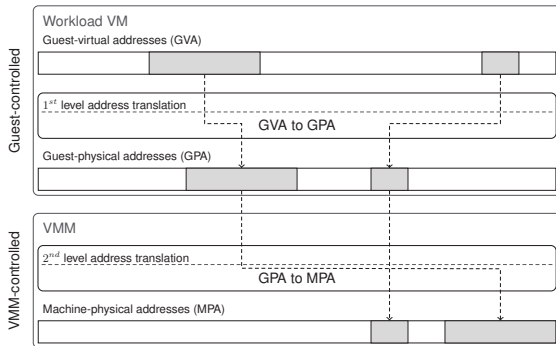 Workload VM
Guest-virtual addresses (GVA)
Guest-controlled
1st level address translation
GVA to GPA
Guest-physical addresses (GPA)
VMM
VMM-controlled
2nd level address translation
GPA to MPA
Machine-physical addresses (MPA)